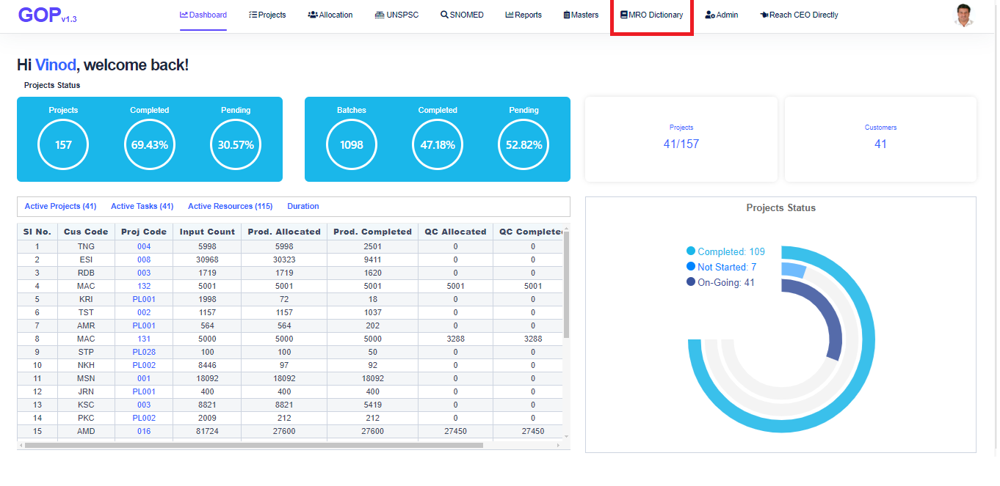 GOP v1.3
Dashboard Projects Allocation UNSPSC SNOMED Reports Masters MRO Dictionary Admin Reach CEO Directly
Hi Vinod, welcome back!
Projects Status
Projects Completed Pending
157 69.43% 30.57%
Batches Completed Pending
1098 47.18% 52.82%
Projects
41/157
Customers
41
Active Projects (41) Active Tasks (41) Active Resources (115) Duration
Sl No. Cus Code Proj Code Input Count Prod. Allocated Prod. Completed QC Allocated QC Completed
1 TNG 004 5998 5998 2501 0 0
2 ESI 008 30968 30323 9411 0 0
3 RDB 003 1719 1719 1620 0 0
4 MAC 132 5001 5001 5001 5001 5001
5 KRI PL001 1998 72 18 0 0
6 TST 002 1157 1157 1037 0 0
7 AMR PL001 564 564 202 0 0
8 MAC 131 5000 5000 5000 3288 3288
9 STP PL028 100 100 50 0 0
10 NKH PL002 8446 97 92 0 0
11 MSN 001 18092 18092 18092 0 0
12 JRN PL001 400 400 400 0 0
13 KSC 003 8821 8821 5419 0 0
14 PKC PL002 2009 212 212 0 0
15 AMD 016 81724 27600 27600 27450 27450
Projects Status
Completed: 109
Not Started: 7
On-Going: 41